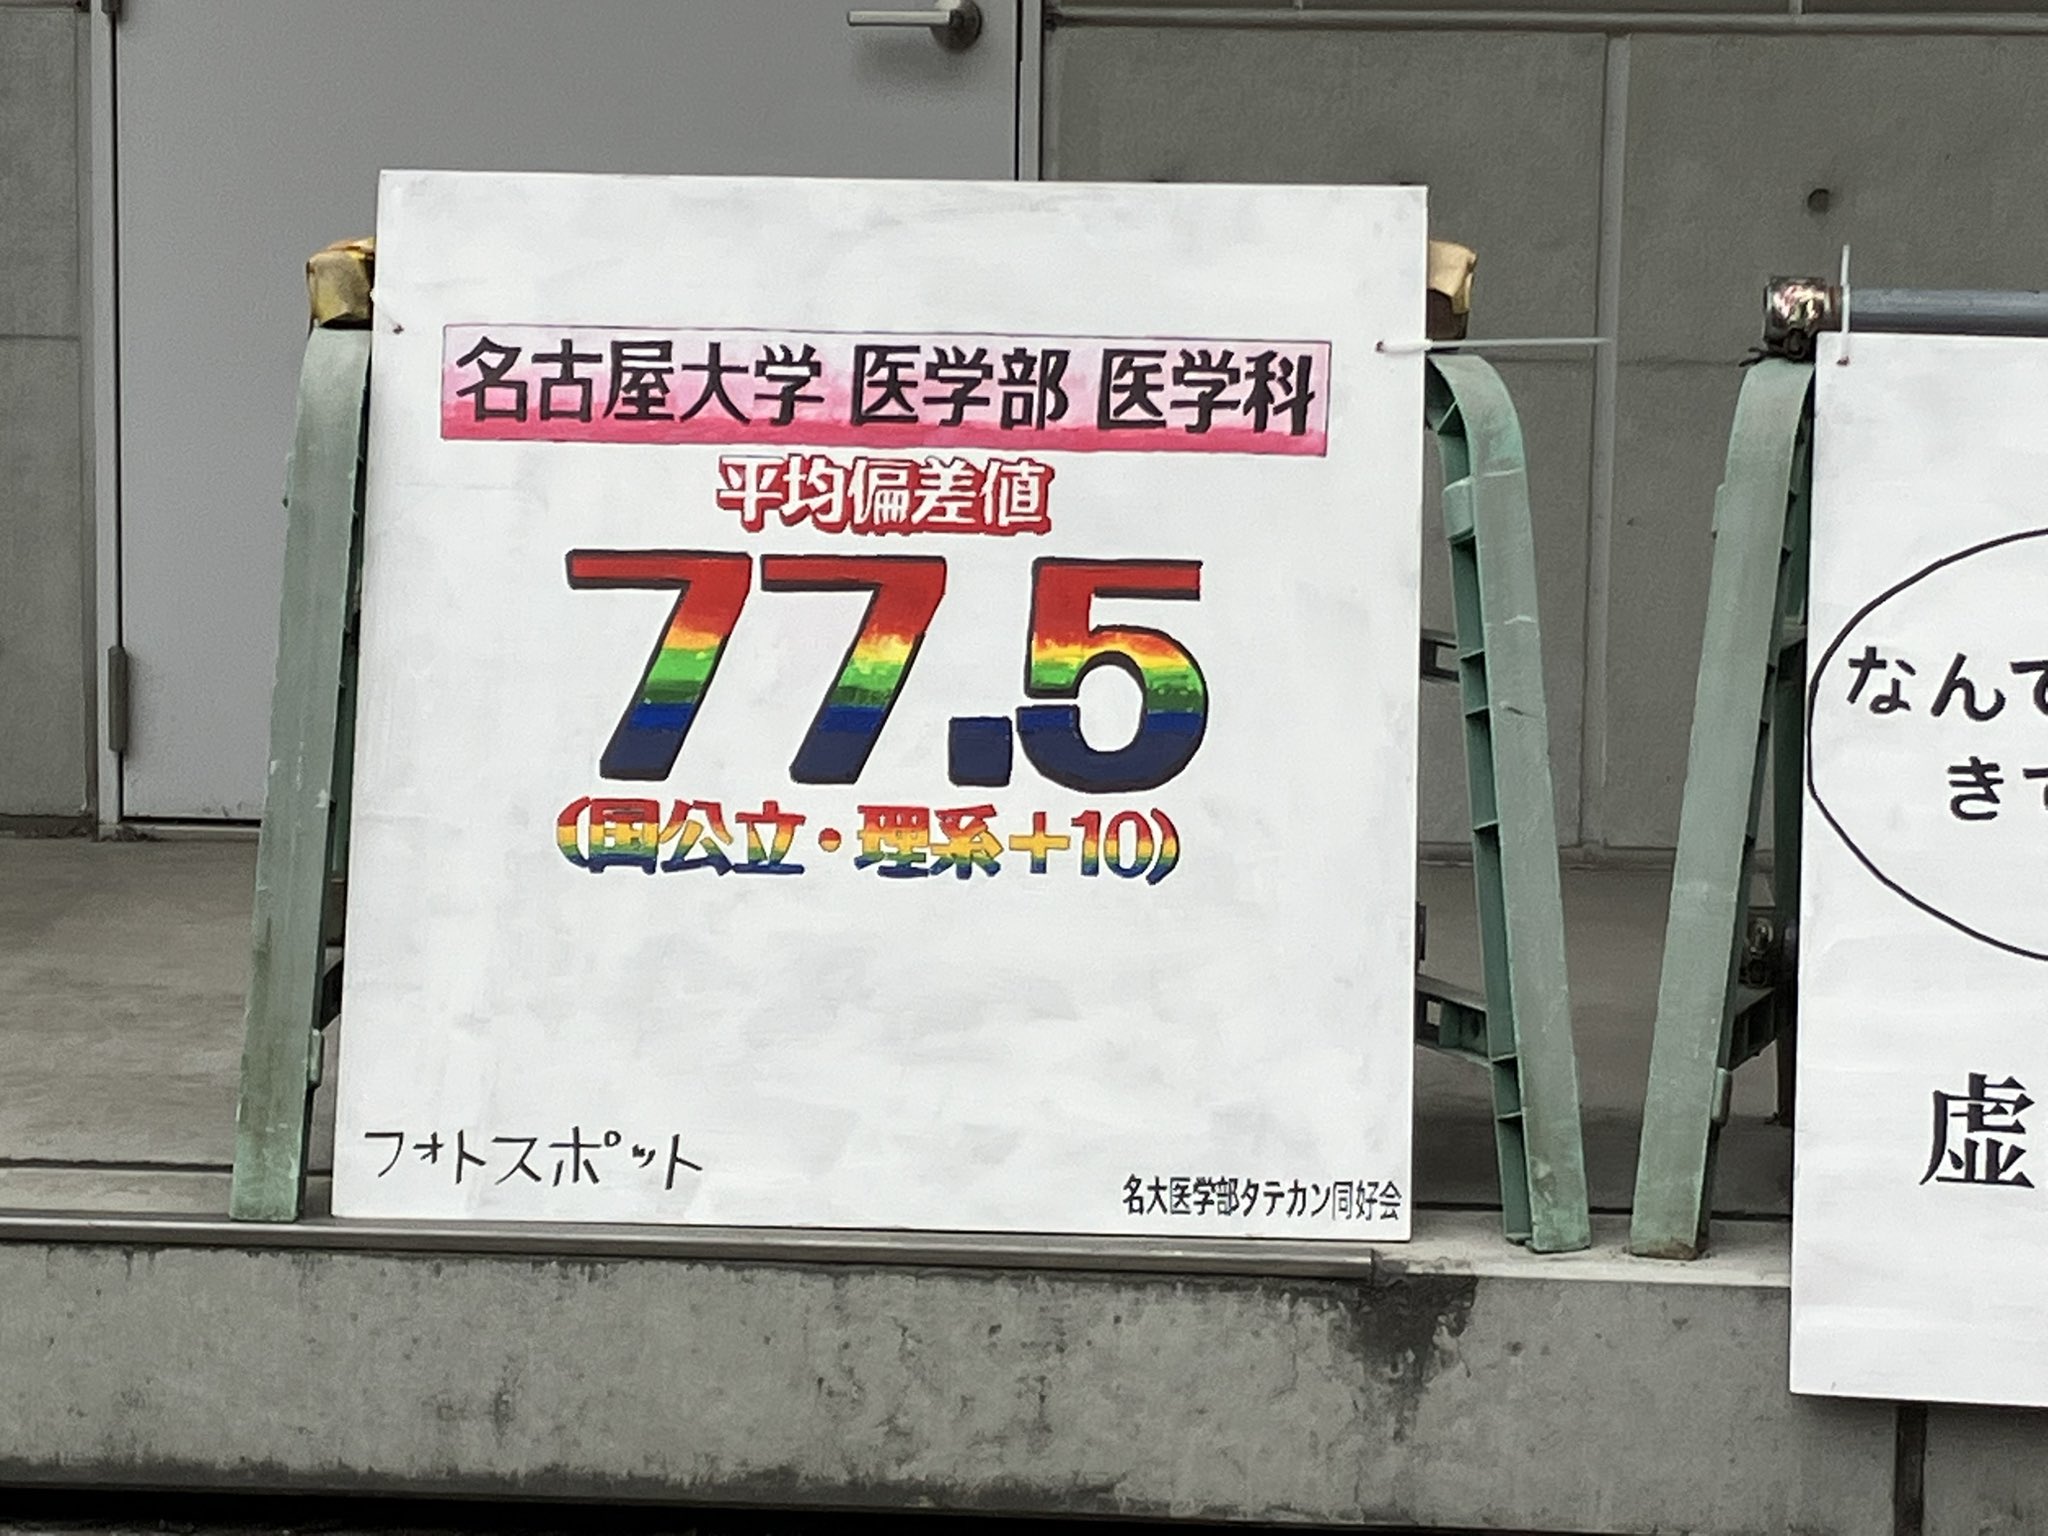 名古屋大学 医学部 医学科
平均偏差値
77.5
(国公立・理系+10)
フォトスポット
名大医学部タテカン同好会
なんで
きて
虚